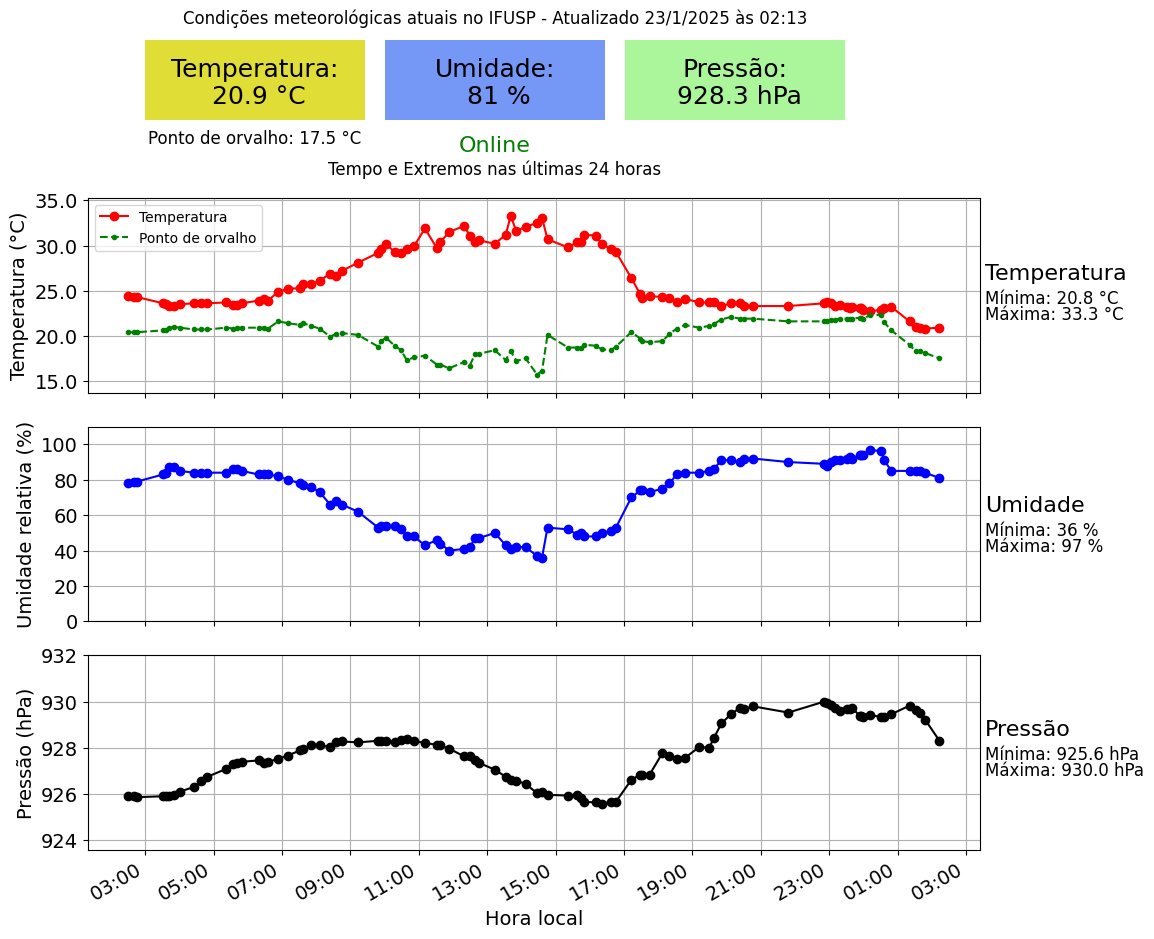 Condições meteorológicas atuais no IFUSP - Atualizado 23/1/2025 às 02:13
Temperatura:
20.9 °C
Umidade:
81 %
Pressão:
928.3 hPa
Ponto de orvalho: 17.5 °C
Online
Tempo e Extremos nas últimas 24 horas
Temperatura (°C)
35.0
30.0
25.0
20.0
15.0
Temperatura
Ponto de orvalho
Temperatura
Mínima: 20.8 °C
Máxima: 33.3 °C
Umidade relativa (%)
100
80
60
40
20
0
Umidade
Mínima: 36 %
Máxima: 97 %
Pressão (hPa)
932
930
928
926
924
Pressão
Mínima: 925.6 hPa
Máxima: 930.0 hPa
03:00
05:00
07:00
09:00
11:00
13:00
15:00
17:00
19:00
21:00
23:00
01:00
03:00
Hora local